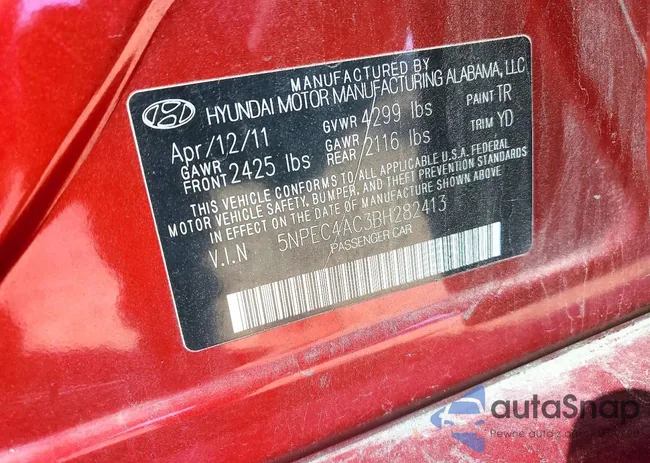 MANUFACTURED BY
HYUNDAI MOTOR MANUFACTURING ALABAMA, LLC
Apr/12/11 GVWR 4299 lbs PAINT TR
GAWR FRONT 2425 lbs GAWR REAR 2116 lbs TRIM YD
THIS VEHICLE CONFORMS TO ALL APPLICABLE U.S.A. FEDERAL
MOTOR VEHICLE SAFETY, BUMPER, AND THEFT PREVENTION STANDARDS
IN EFFECT ON THE DATE OF MANUFACTURE SHOWN ABOVE
V.I.N 5NPEC4AC3BH282413
PASSENGER CAR
autaSnap
Pewne auta z